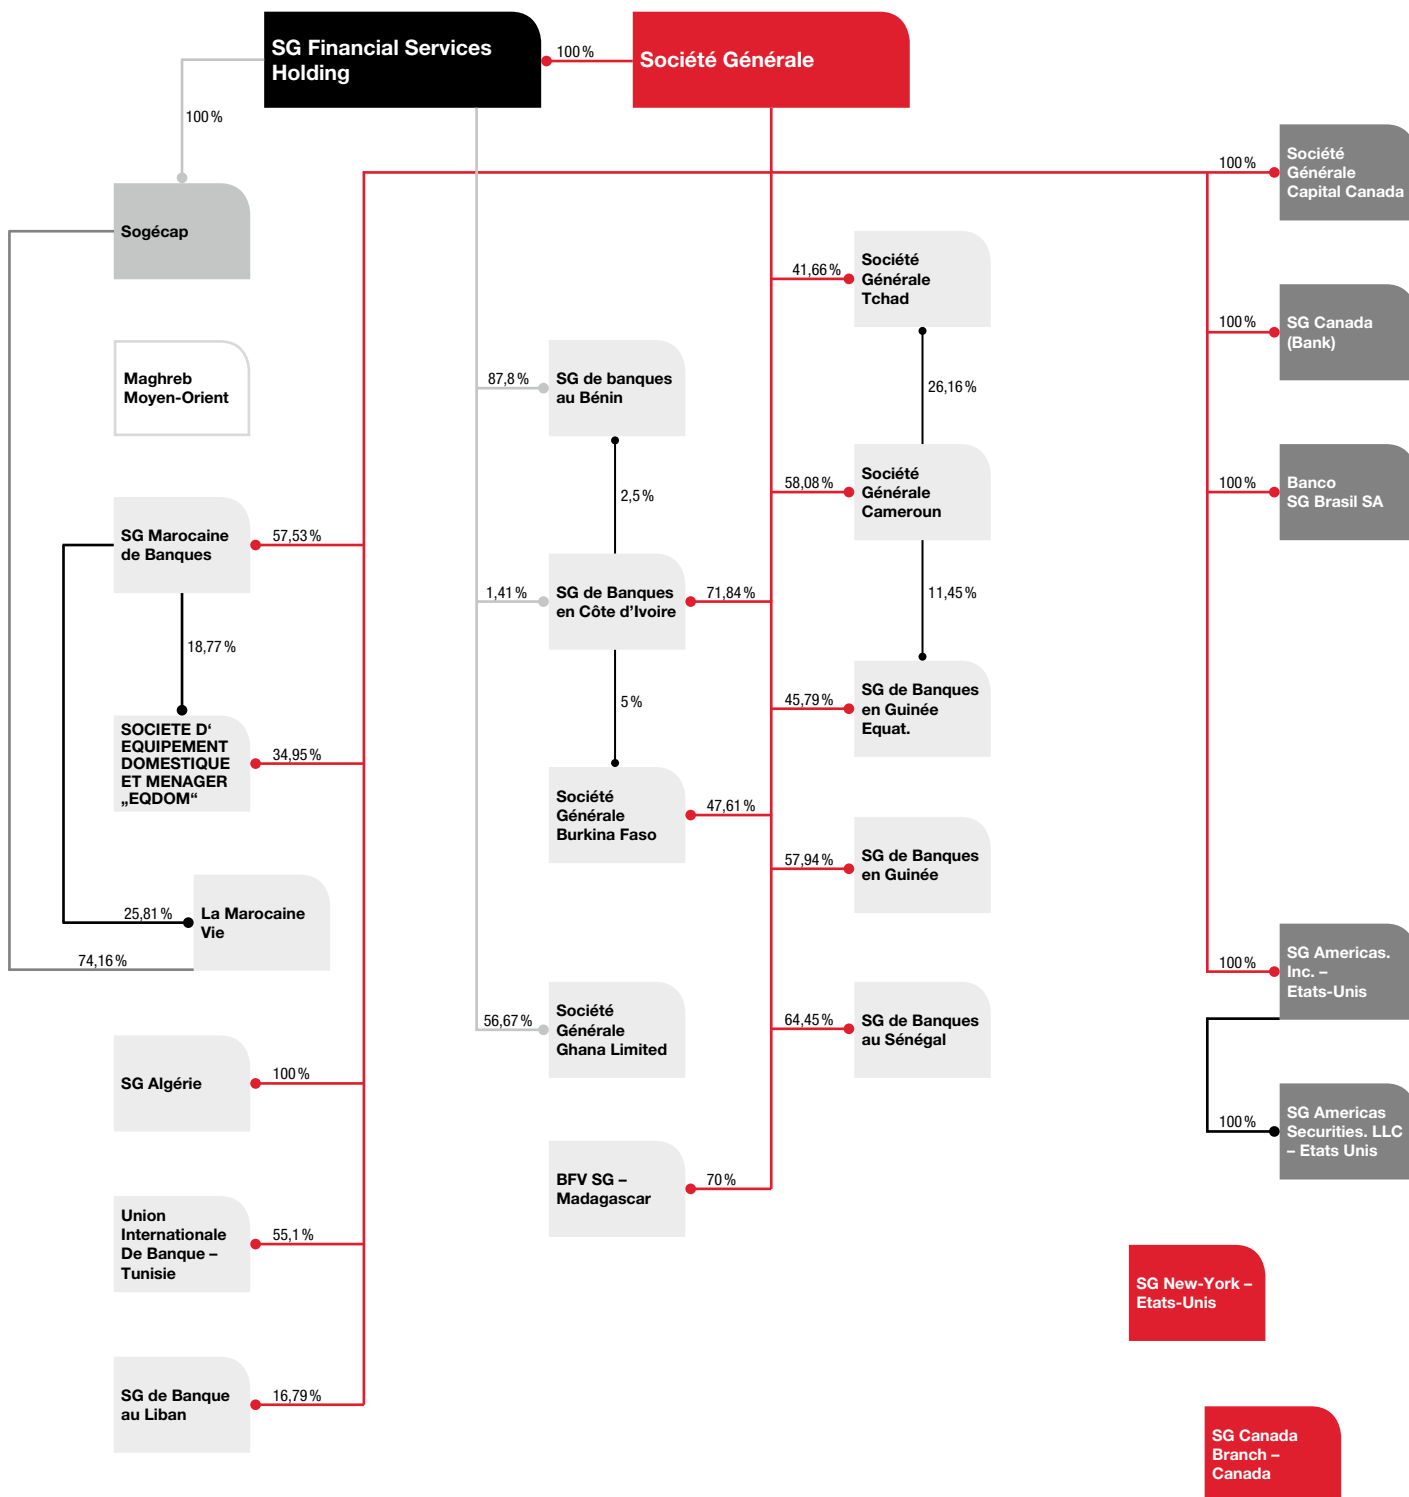 SG Financial Services
Holding
100 %
Société Générale
100 %
100 %
Société
Générale
Capital Canada
Sogécap
41,66 %
Société
Générale
Tchad
100 %
SG Canada
(Bank)
Maghreb
Moyen-Orient
87,8 %
SG de banques
au Bénin
26,16 %
2,5 %
58,08 %
Société
Générale
Cameroun
100 %
Banco
SG Brasil SA
SG Marocaine
de Banques
57,53 %
1,41 %
SG de Banques
en Côte d’Ivoire
71,84 %
11,45 %
18,77 %
5 %
45,79 %
SG de Banques
en Guinée
Equat.
SOCIETE D‘
EQUIPEMENT
DOMESTIQUE
ET MENAGER
„EQDOM“
34,95 %
Société
Générale
Burkina Faso
47,61 %
57,94 %
SG de Banques
en Guinée
25,81 %
La Marocaine
Vie
74,16 %
100 %
SG Americas.
Inc. –
Etats-Unis
56,67 %
Société
Générale
Ghana Limited
64,45 %
SG de Banques
au Sénégal
SG Algérie
100 %
100 %
SG Americas
Securities. LLC
– Etats Unis
BFV SG –
Madagascar
70 %
Union
Internationale
De Banque –
Tunisie
55,1 %
SG New-York –
Etats-Unis
SG de Banque
au Liban
16,79 %
SG Canada
Branch –
Canada